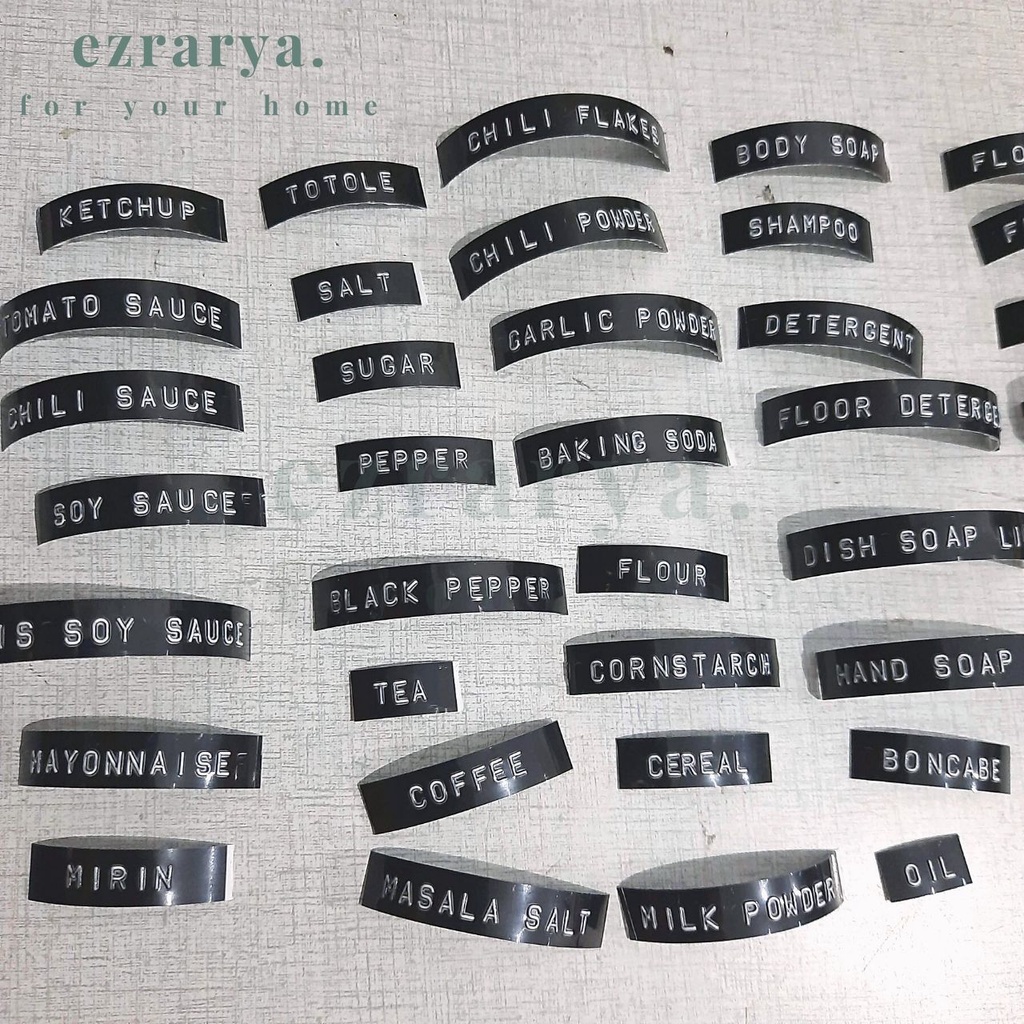 ezrarya.
for your home
KETCHUP
TOMATO SAUCE
CHILI SAUCE
SOY SAUCE
IS SOY SAUCE
MAYONNAISE
MIRIN
TOTOLE
SALT
SUGAR
PEPPER
BLACK PEPPER
TEA
COFFEE
MASALA SALT
CHILI FLAKES
CHILI POWDER
GARLIC POWDER
BAKING SODA
FLOUR
CORNSTARCH
CEREAL
MILK POWDER
BODY SOAP
SHAMPOO
DETERGENT
FLOOR DETERGE
DISH SOAP LI
HAND SOAP
BONCABE
OIL
FLO
F
ezrarya.